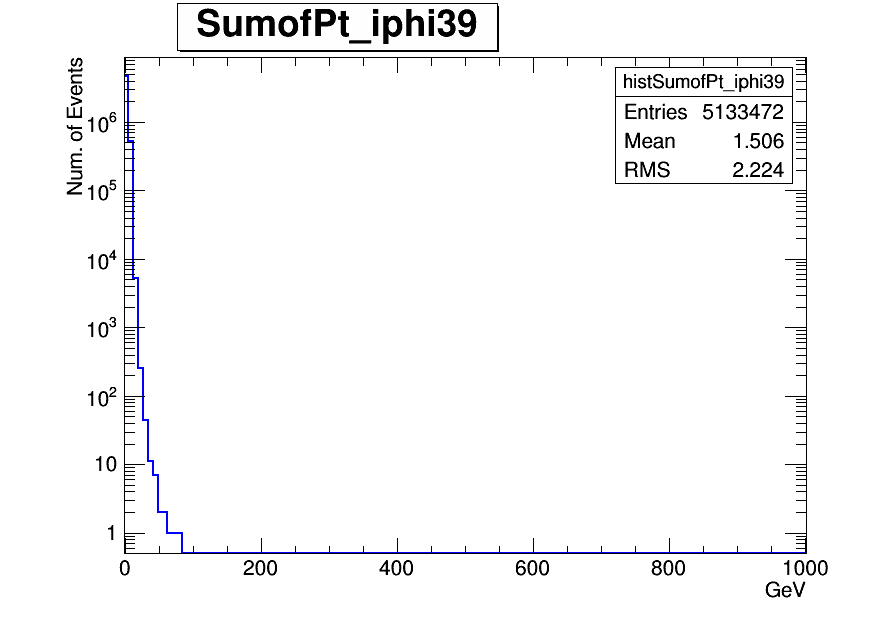 SumofPt_iphi39
Num. of Events
histSumofPt_iphi39
Entries 5133472
Mean 1.506
RMS 2.224
10⁶
10⁵
10⁴
10³
10²
10
1
0 200 400 600 800 1000
GeV